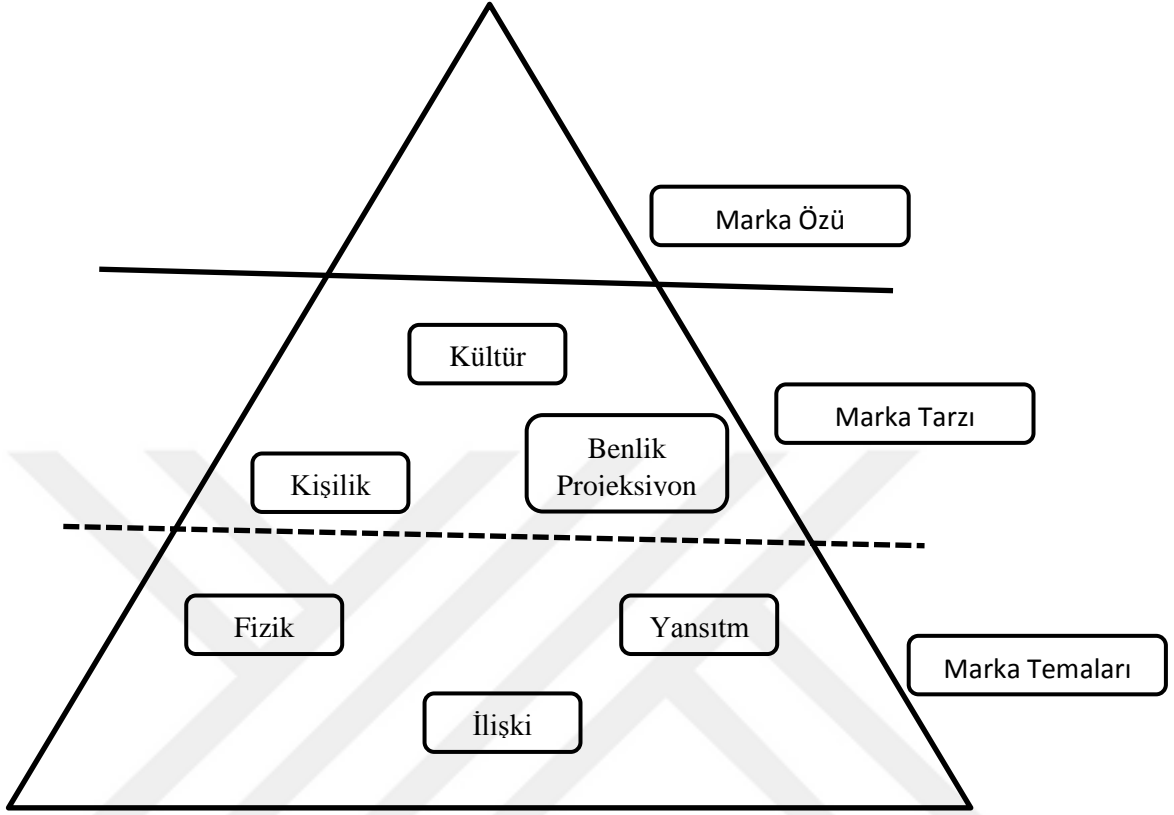 Marka Özü
Kültür
Marka Tarzı
Benlik
Projeksiyon
Kişilik
Fizik
Yansıtm
Marka Temaları
İlişki